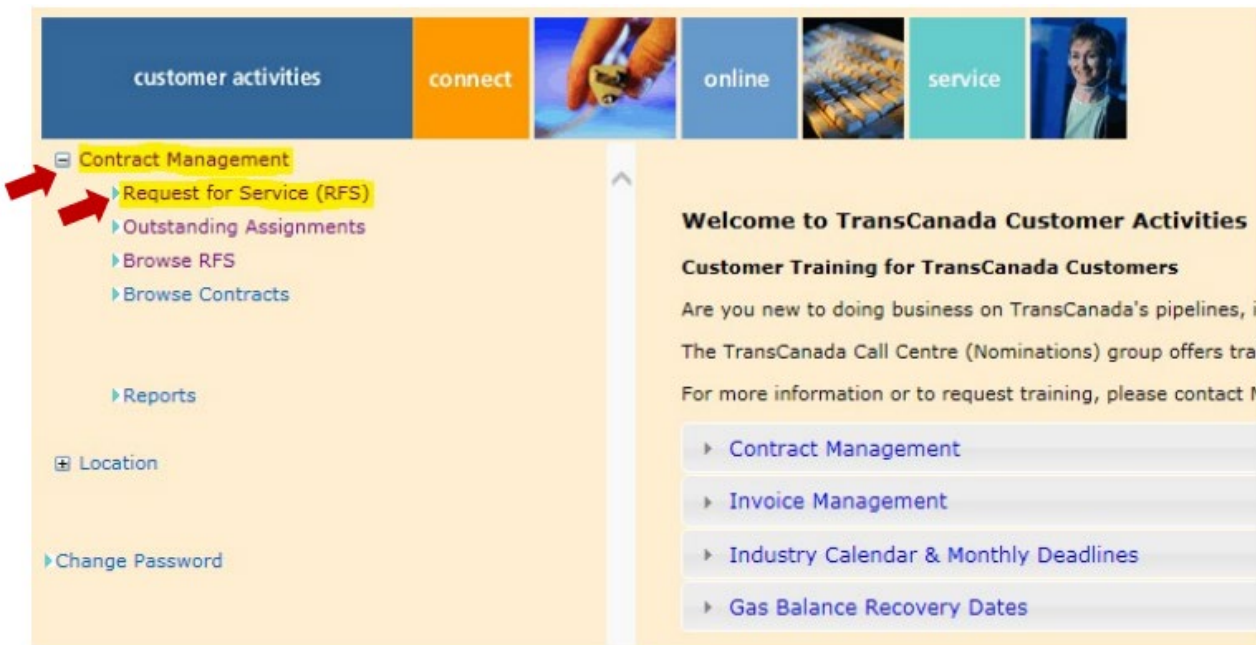 customer activities
connect
online
service
Contract Management
Request for Service (RFS)
Outstanding Assignments
Browse RFS
Browse Contracts
Reports
Location
Change Password
Welcome to TransCanada Customer Activities
Customer Training for TransCanada Customers
Are you new to doing business on TransCanada's pipelines,
The TransCanada Call Centre (Nominations) group offers tra
For more information or to request training, please contact
Contract Management
Invoice Management
Industry Calendar & Monthly Deadlines
Gas Balance Recovery Dates